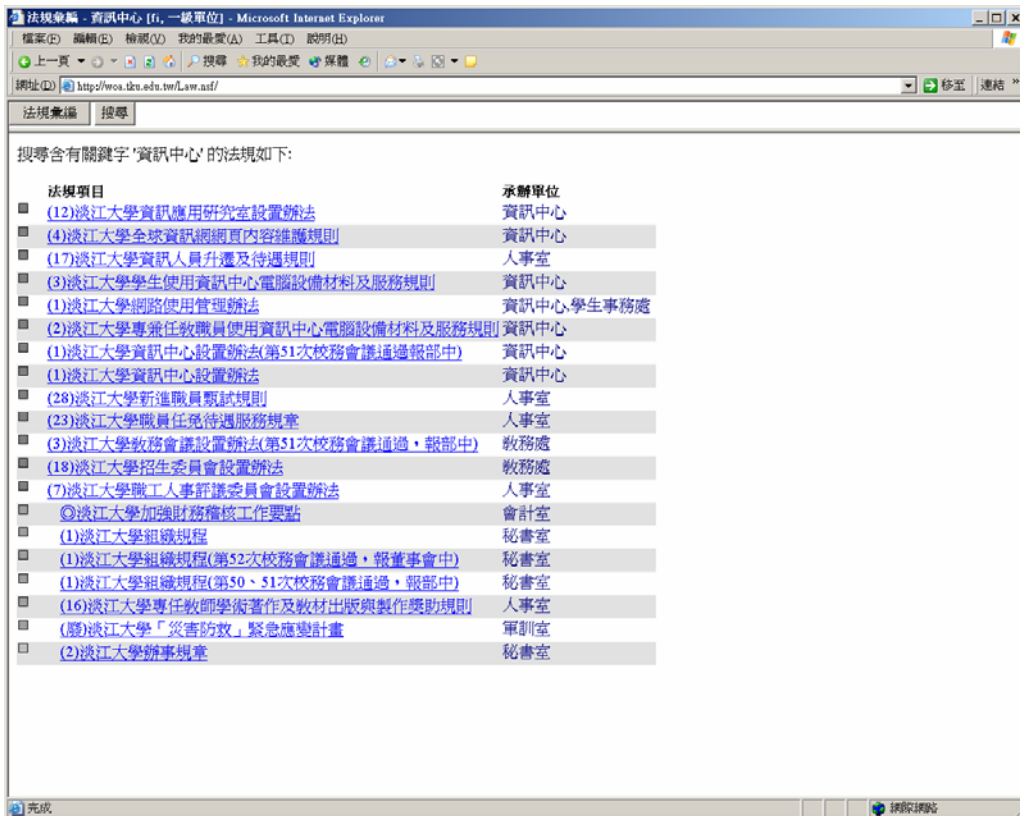 法規彙編 - 資訊中心 [fi, 一級單位] - Microsoft Internet Explorer
檔案(F) 編輯(E) 檢視(V) 我的最愛(A) 工具(T) 說明(H)
上一頁 搜尋 我的最愛 媒體
網址(D) http://woa.tku.edu.tw/Law.nsf/ 移至 連結 »
法規彙編 搜尋
搜尋含有關鍵字 '資訊中心' 的法規如下:
法規項目 承辦單位
(12)淡江大學資訊應用研究室設置辦法 資訊中心
(4)淡江大學全球資訊網網頁內容維護規則 資訊中心
(17)淡江大學資訊人員升遷及待遇規則 人事室
(3)淡江大學學生使用資訊中心電腦設備材料及服務規則 資訊中心
(1)淡江大學網路使用管理辦法 資訊中心,學生事務處
(2)淡江大學專兼任教職員使用資訊中心電腦設備材料及服務規則 資訊中心
(1)淡江大學資訊中心設置辦法(第51次校務會議通過報部中) 資訊中心
(1)淡江大學資訊中心設置辦法 資訊中心
(28)淡江大學新進職員甄試規則 人事室
(23)淡江大學職員任免待遇服務規章 人事室
(3)淡江大學教務會議設置辦法(第51次校務會議通過，報部中) 教務處
(18)淡江大學招生委員會設置辦法 教務處
(7)淡江大學職工人事評議委員會設置辦法 人事室
◎淡江大學加強財務稽核工作要點 會計室
(1)淡江大學組織規程 秘書室
(1)淡江大學組織規程(第52次校務會議通過，報董事會中) 秘書室
(1)淡江大學組織規程(第50、51次校務會議通過，報部中) 秘書室
(16)淡江大學專任教師學術著作及教材出版與製作獎助規則 人事室
(廢)淡江大學「災害防救」緊急應變計畫 軍訓室
(2)淡江大學辦事規章 秘書室
完成 網際網路